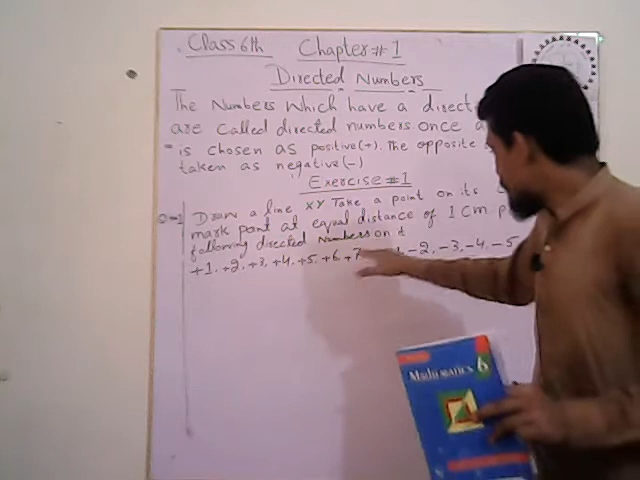 Class 6th Chapter # 1
Directed Numbers
The Numbers Which have a direct
are called directed numbers once a
is chosen as positive(+). The opposite
taken as negative(-)
Exercise #1
Q=1 Draw a line XY Take a point on its
mark pant at equal distance of 1 Cm p
following directed Numbers on
+1, +2, +3, +4, +5, +6, +7 -2, -3, -4, -5
Mathematics 6